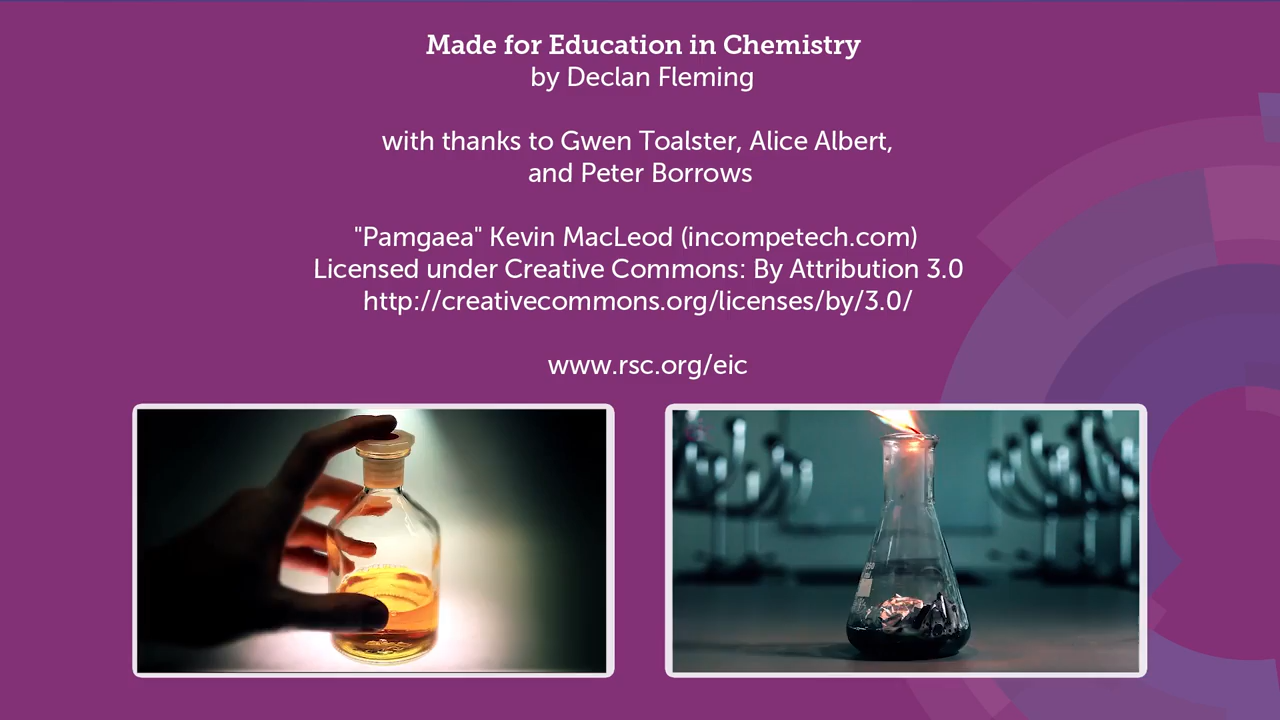 Made for Education in Chemistry
by Declan Fleming
with thanks to Gwen Toalster, Alice Albert,
and Peter Borrows
"Pamgaea" Kevin MacLeod (incompetech.com)
Licensed under Creative Commons: By Attribution 3.0
http://creativecommons.org/licenses/by/3.0/
www.rsc.org/eic